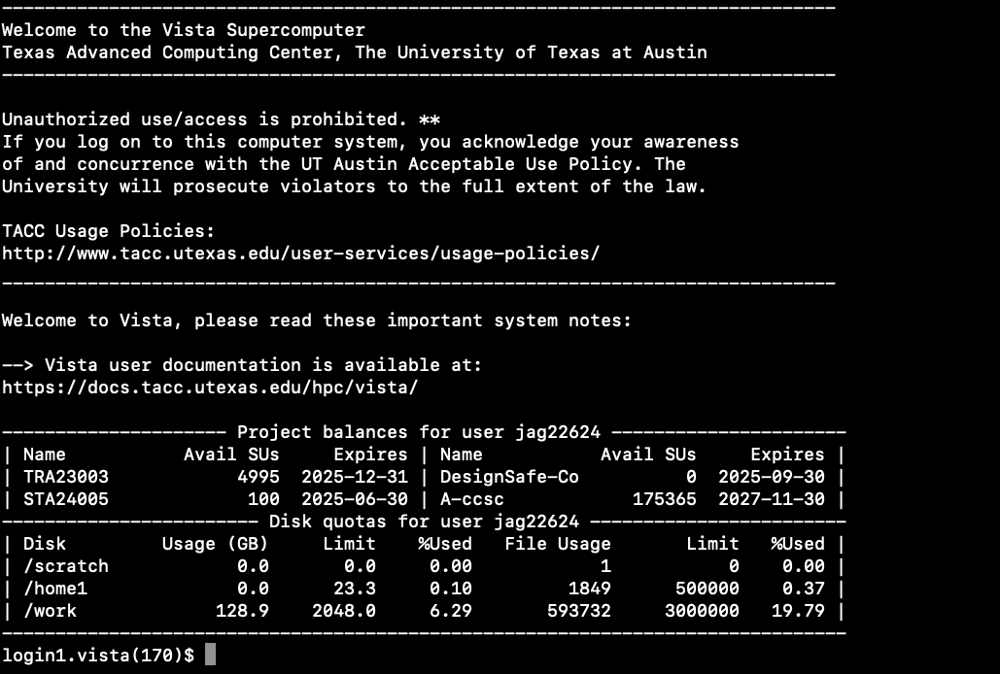 ------------------------------------------------------------------------------
Welcome to the Vista Supercomputer
Texas Advanced Computing Center, The University of Texas at Austin
------------------------------------------------------------------------------

Unauthorized use/access is prohibited. **
If you log on to this computer system, you acknowledge your awareness
of and concurrence with the UT Austin Acceptable Use Policy. The
University will prosecute violators to the full extent of the law.

TACC Usage Policies:
http://www.tacc.utexas.edu/user-services/usage-policies/
------------------------------------------------------------------------------

Welcome to Vista, please read these important system notes:

--> Vista user documentation is available at:
https://docs.tacc.utexas.edu/hpc/vista/

--------------------- Project balances for user jag22624 ----------------------
| Name           Avail SUs     Expires | Name           Avail SUs     Expires |
| TRA23003            4995  2025-12-31 | DesignSafe-Co          0  2025-09-30 |
| STA24005             100  2025-06-30 | A-ccsc            175365  2027-11-30 |
------------------------ Disk quotas for user jag22624 ------------------------
| Disk         Usage (GB)     Limit    %Used   File Usage       Limit   %Used |
| /scratch            0.0       0.0     0.00            1           0    0.00 |
| /home1              0.0      23.3     0.10         1849      500000    0.37 |
| /work             128.9    2048.0     6.29       593732     3000000   19.79 |
-------------------------------------------------------------------------------
login1.vista(170)$